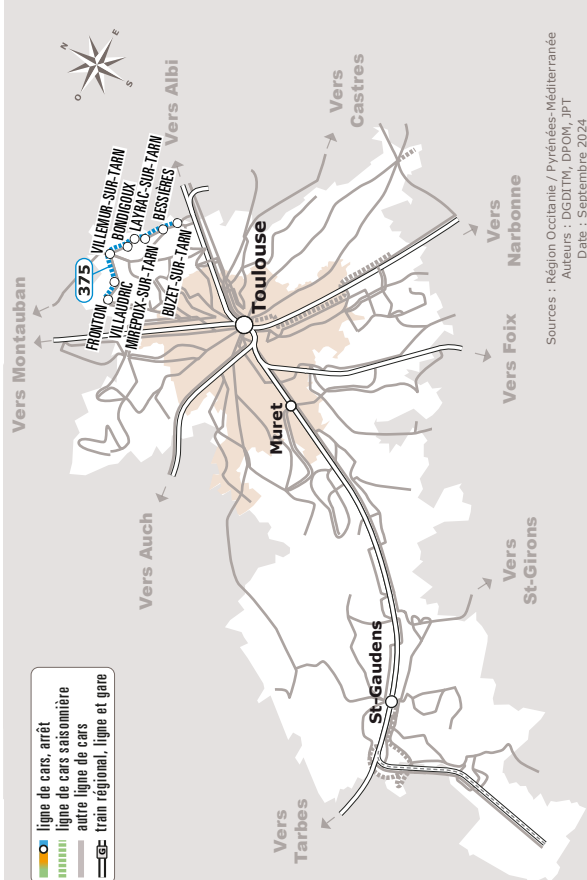 N
E
S
O
Vers Albi
Vers
Castres
Vers Montauban
375
FRONTON
VILLAUDRIC
VILLEMUR-SUR-TARN
BONDIGOUX
MIREPOIX-SUR-TARN
LAYRAC-SUR-TARN
BESSIÈRES
BUZET-SUR-TARN
Toulouse
Vers
Narbonne
Vers Foix
Muret
Vers Auch
Vers
St-Girons
St-Gaudens
Vers
Tarbes
ligne de cars, arrêt
ligne de cars saisonnière
autre ligne de cars
G
train régional, ligne et gare
Sources : Région Occitanie / Pyrénées-Méditerranée
Auteurs : DGDITM, DPOM, JPT
Date : Septembre 2024